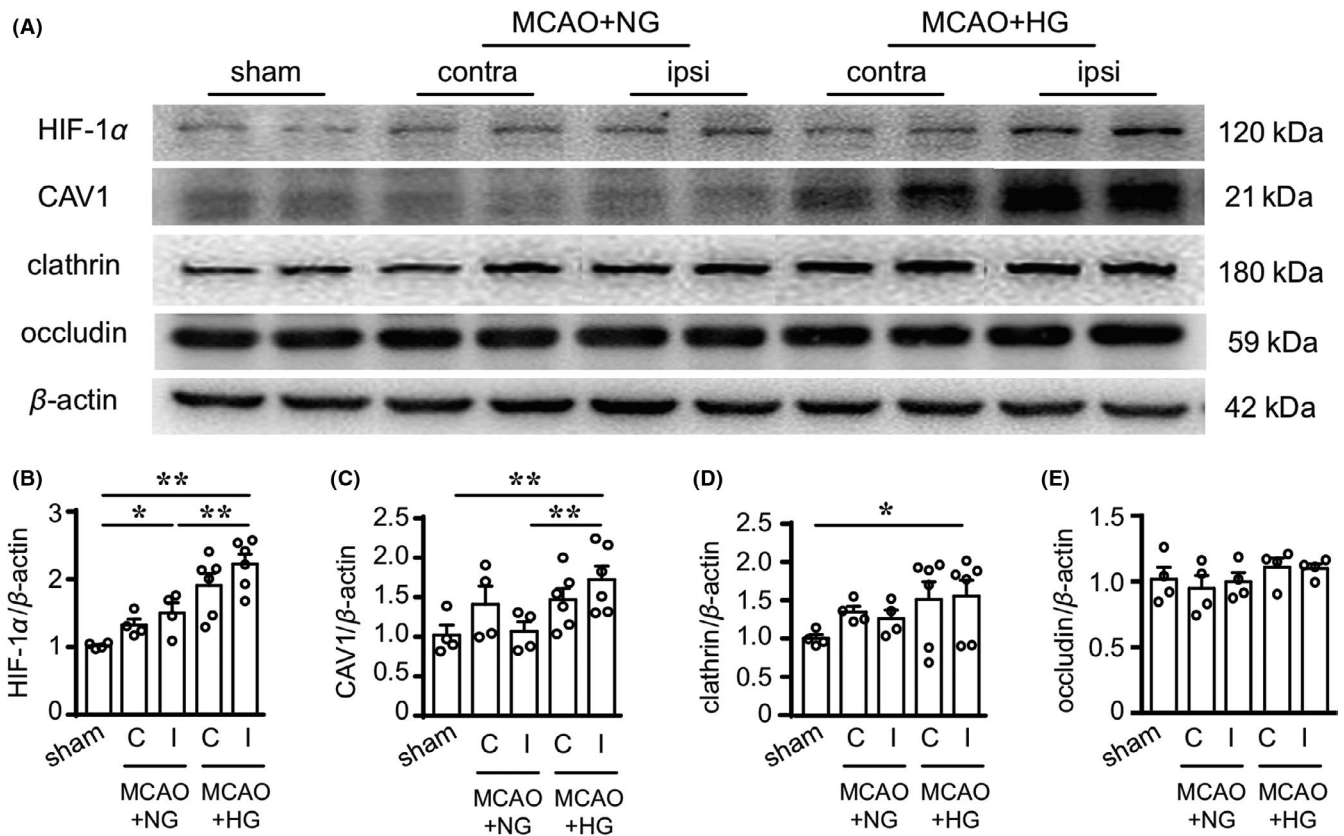 (A)
MCAO+NG MCAO+HG
sham contra ipsi contra ipsi
HIF-1α 120 kDa
CAV1 21 kDa
clathrin 180 kDa
occludin 59 kDa
β-actin 42 kDa
(B)
**
* **
HIF-1α/β-actin
3
2
1
0
sham C I C I
MCAO MCAO
+NG +HG
(C)
**
**
CAV1/β-actin
2.5
2.0
1.5
1.0
0.5
0
sham C I C I
MCAO MCAO
+NG +HG
(D)
*
clathrin/β-actin
2.5
2.0
1.5
1.0
0.5
0
sham C I C I
MCAO MCAO
+NG +HG
(E)
occludin/β-actin
1.5
1.0
0.5
0
sham C I C I
MCAO MCAO
+NG +HG